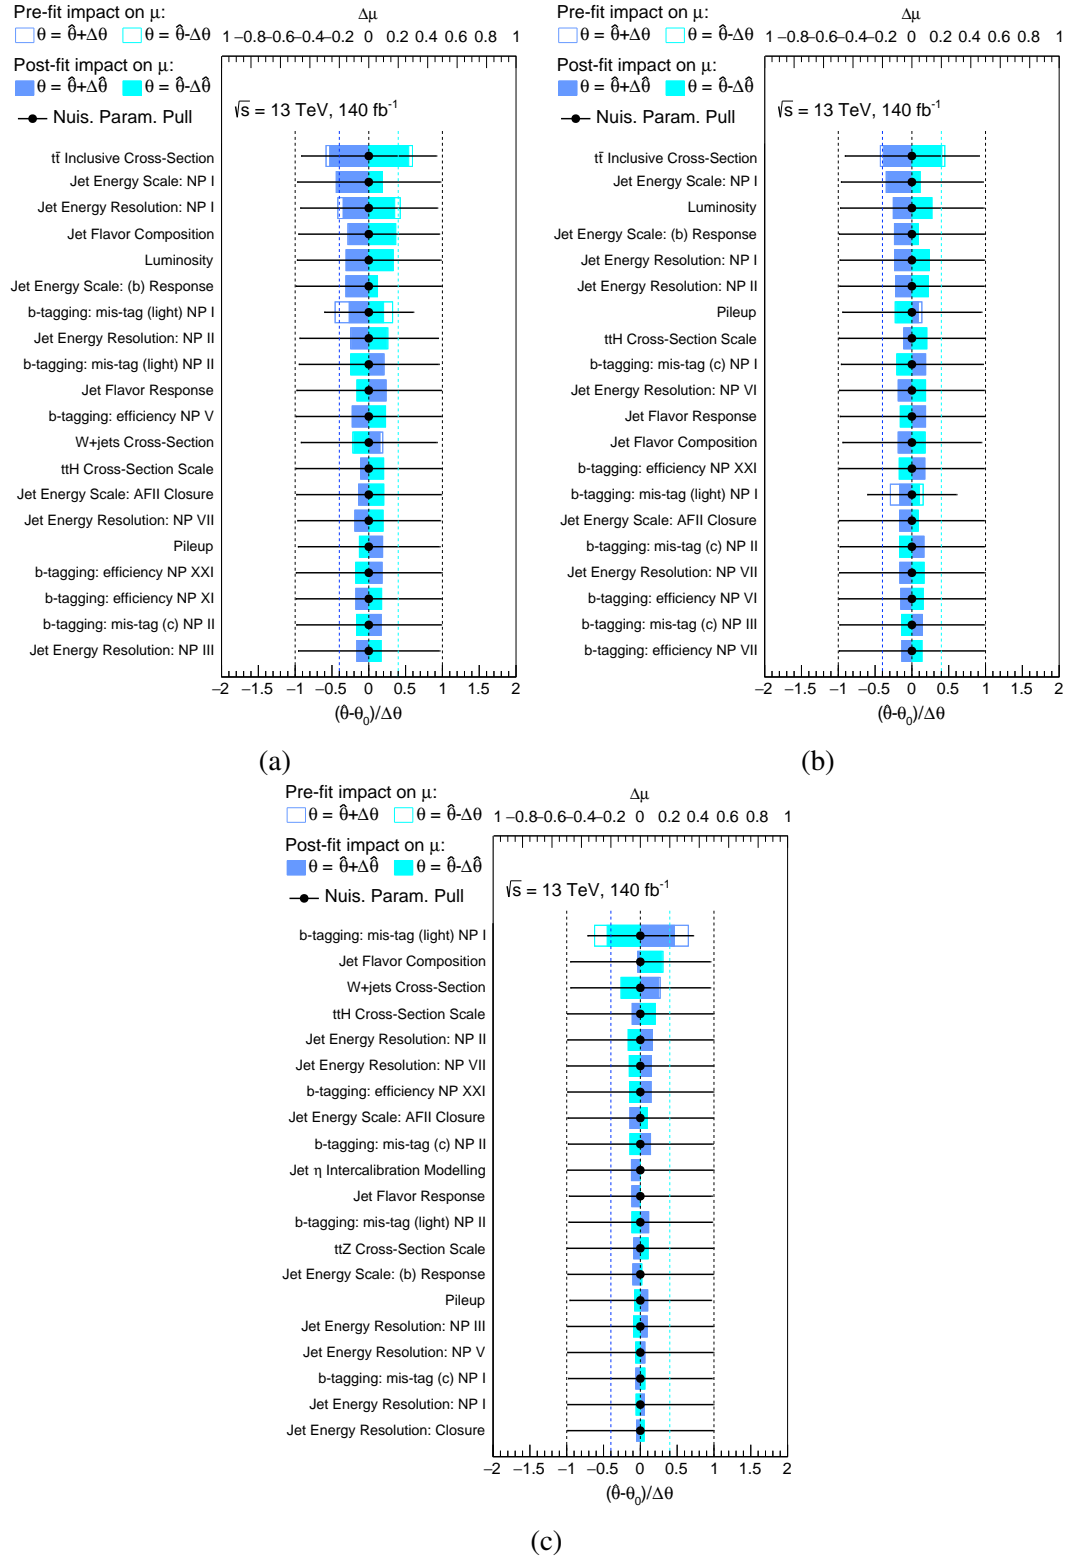 Pre-fit impact on μ:
θ = θ̂+Δθ θ = θ̂-Δθ
Post-fit impact on μ:
θ = θ̂+Δθ̂ θ = θ̂-Δθ̂
Nuis. Param. Pull
Δμ
1 −0.8−0.6−0.4−0.2 0 0.2 0.4 0.6 0.8 1
√s = 13 TeV, 140 fb⁻¹
tt̄ Inclusive Cross-Section
Jet Energy Scale: NP I
Jet Energy Resolution: NP I
Jet Flavor Composition
Luminosity
Jet Energy Scale: (b) Response
b-tagging: mis-tag (light) NP I
Jet Energy Resolution: NP II
b-tagging: mis-tag (light) NP II
Jet Flavor Response
b-tagging: efficiency NP V
W+jets Cross-Section
ttH Cross-Section Scale
Jet Energy Scale: AFII Closure
Jet Energy Resolution: NP VII
Pileup
b-tagging: efficiency NP XXI
b-tagging: efficiency NP XI
b-tagging: mis-tag (c) NP II
Jet Energy Resolution: NP III
−2 −1.5 −1 −0.5 0 0.5 1 1.5 2
(θ̂-θ₀)/Δθ
(a)
Pre-fit impact on μ:
θ = θ̂+Δθ θ = θ̂-Δθ
Post-fit impact on μ:
θ = θ̂+Δθ̂ θ = θ̂-Δθ̂
Nuis. Param. Pull
Δμ
1 −0.8−0.6−0.4−0.2 0 0.2 0.4 0.6 0.8 1
√s = 13 TeV, 140 fb⁻¹
tt̄ Inclusive Cross-Section
Jet Energy Scale: NP I
Luminosity
Jet Energy Scale: (b) Response
Jet Energy Resolution: NP I
Jet Energy Resolution: NP II
Pileup
ttH Cross-Section Scale
b-tagging: mis-tag (c) NP I
Jet Energy Resolution: NP VI
Jet Flavor Response
Jet Flavor Composition
b-tagging: efficiency NP XXI
b-tagging: mis-tag (light) NP I
Jet Energy Scale: AFII Closure
b-tagging: mis-tag (c) NP II
Jet Energy Resolution: NP VII
b-tagging: efficiency NP VI
b-tagging: mis-tag (c) NP III
b-tagging: efficiency NP VII
−2 −1.5 −1 −0.5 0 0.5 1 1.5 2
(θ̂-θ₀)/Δθ
(b)
Pre-fit impact on μ:
θ = θ̂+Δθ θ = θ̂-Δθ
Post-fit impact on μ:
θ = θ̂+Δθ̂ θ = θ̂-Δθ̂
Nuis. Param. Pull
Δμ
1 −0.8−0.6−0.4−0.2 0 0.2 0.4 0.6 0.8 1
√s = 13 TeV, 140 fb⁻¹
b-tagging: mis-tag (light) NP I
Jet Flavor Composition
W+jets Cross-Section
ttH Cross-Section Scale
Jet Energy Resolution: NP II
Jet Energy Resolution: NP VII
b-tagging: efficiency NP XXI
Jet Energy Scale: AFII Closure
b-tagging: mis-tag (c) NP II
Jet η Intercalibration Modelling
Jet Flavor Response
b-tagging: mis-tag (light) NP II
ttZ Cross-Section Scale
Jet Energy Scale: (b) Response
Pileup
Jet Energy Resolution: NP III
Jet Energy Resolution: NP V
b-tagging: mis-tag (c) NP I
Jet Energy Resolution: NP I
Jet Energy Resolution: Closure
−2 −1.5 −1 −0.5 0 0.5 1 1.5 2
(θ̂-θ₀)/Δθ
(c)